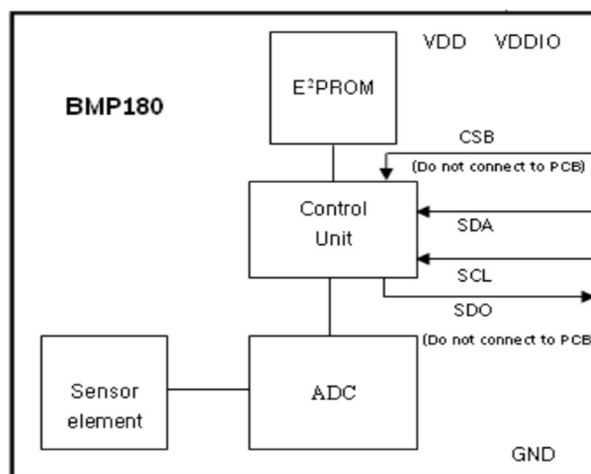 VDD VDDIO
E²PROM
BMP180
CSB
(Do not connect to PCB)
Control
Unit
SDA
SCL
SDO
(Do not connect to PCB
Sensor
element
ADC
GND